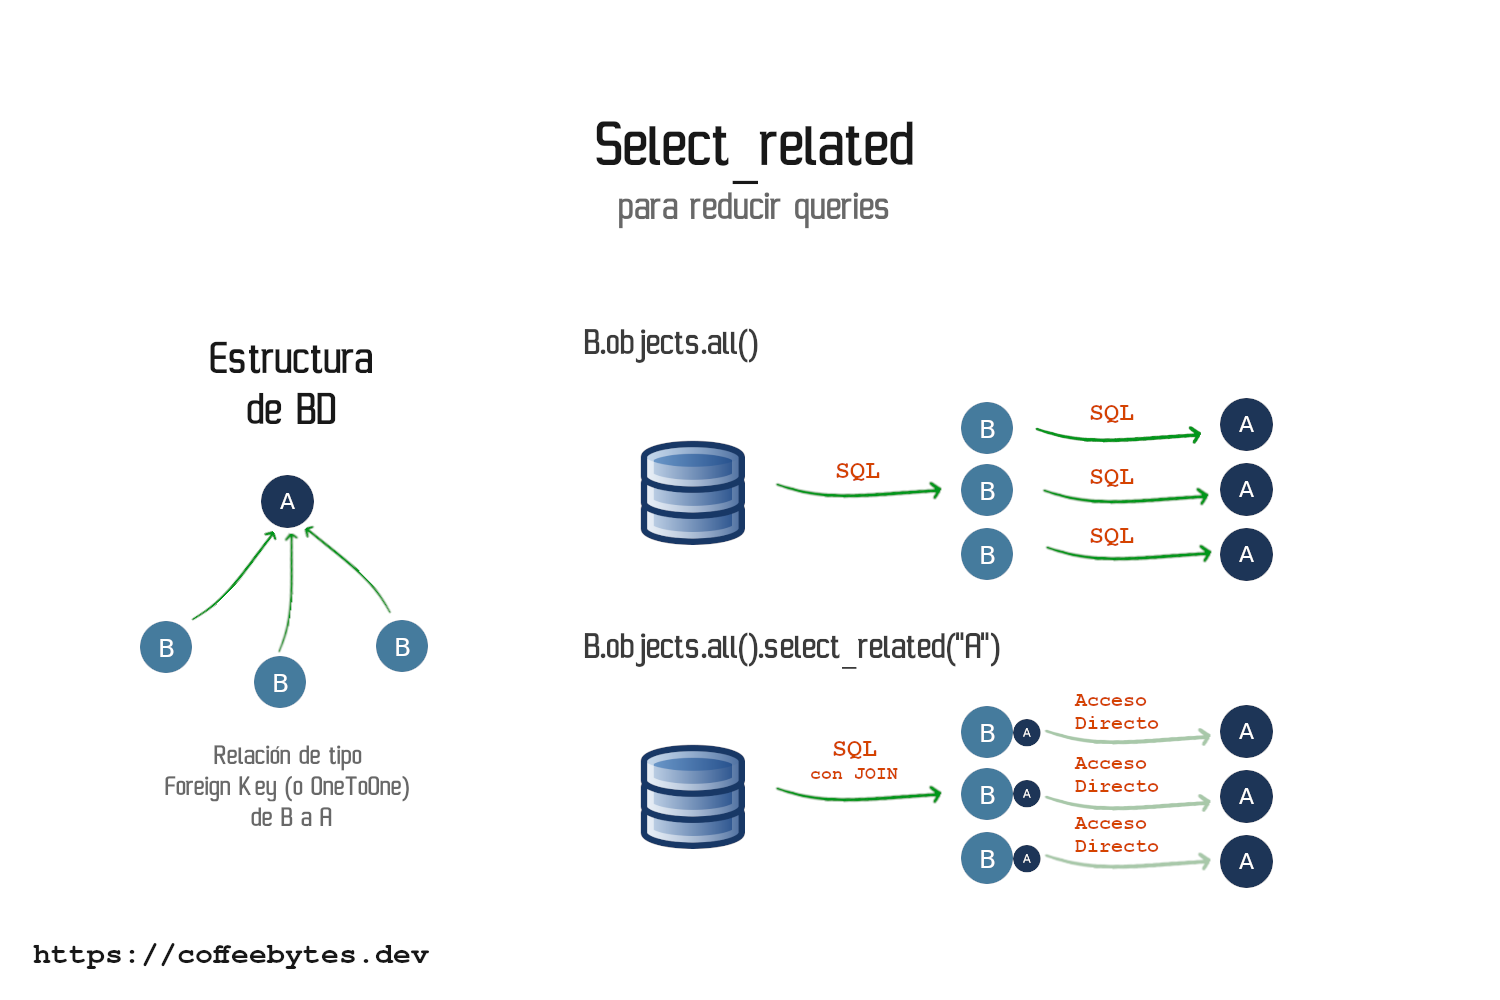 Select_related
para reducir queries
Estructura
de BD
A
B
B
B
Relación de tipo
Foreign Key (o OneToOne)
de B a A
B.objects.all()
SQL
B
SQL
A
B
SQL
A
B
SQL
A
B.objects.all().select_related("A")
SQL
con JOIN
B
A
Acceso
Directo
A
B
A
Acceso
Directo
A
B
A
Acceso
Directo
A
https://coffeebytes.dev